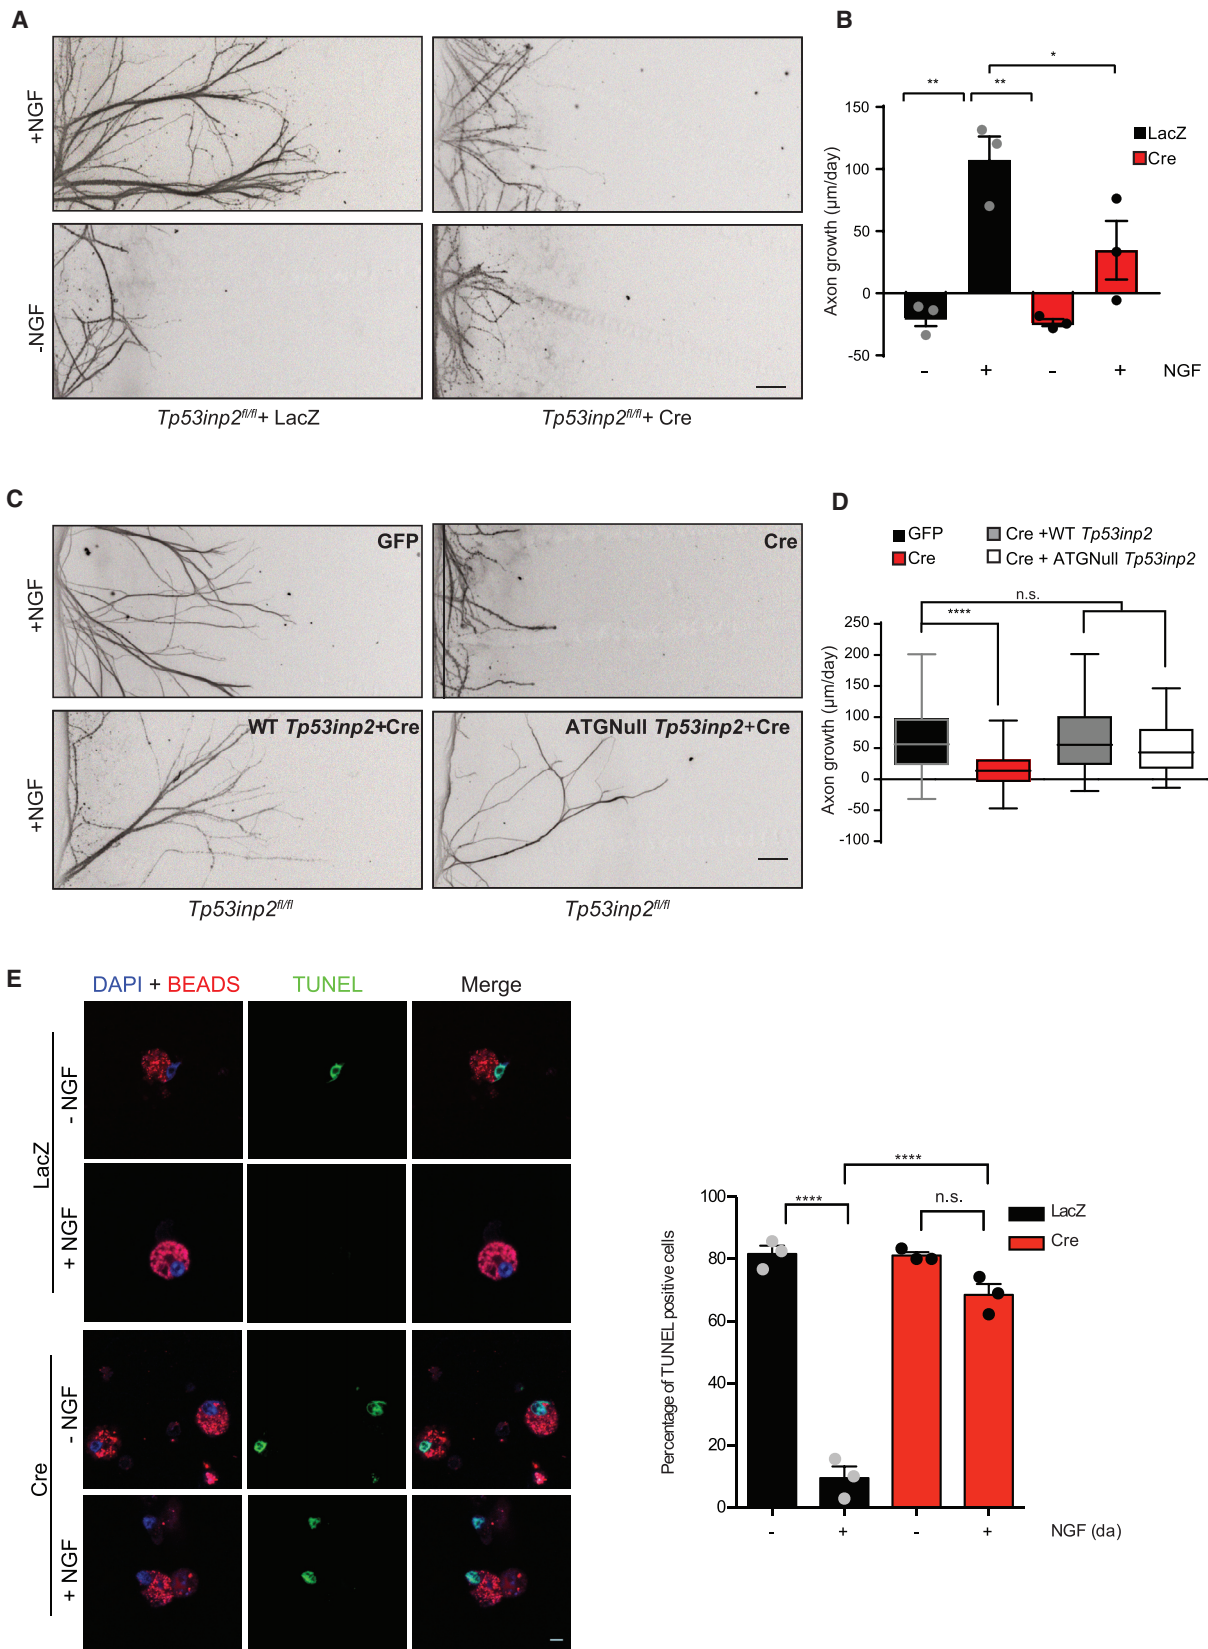 A
+NGF
-NGF
Tp53inp2fl/fl+ LacZ
Tp53inp2fl/fl+ Cre
B
**
**
*
Axon growth (µm/day)
150
100
50
0
-50
LacZ
Cre
- + - + NGF
C
+NGF
+NGF
GFP
Cre
WT Tp53inp2+Cre
ATGNull Tp53inp2+Cre
Tp53inp2fl/fl
Tp53inp2fl/fl
D
GFP
Cre
Cre +WT Tp53inp2
Cre + ATGNull Tp53inp2
n.s.
****
Axon growth (µm/day)
250
200
150
100
50
0
-50
-100
E
DAPI + BEADS
TUNEL
Merge
LacZ
- NGF
+ NGF
Cre
- NGF
+ NGF
****
****
n.s.
LacZ
Cre
Percentage of TUNEL positive cells
100
80
60
40
20
0
- + - + NGF (da)